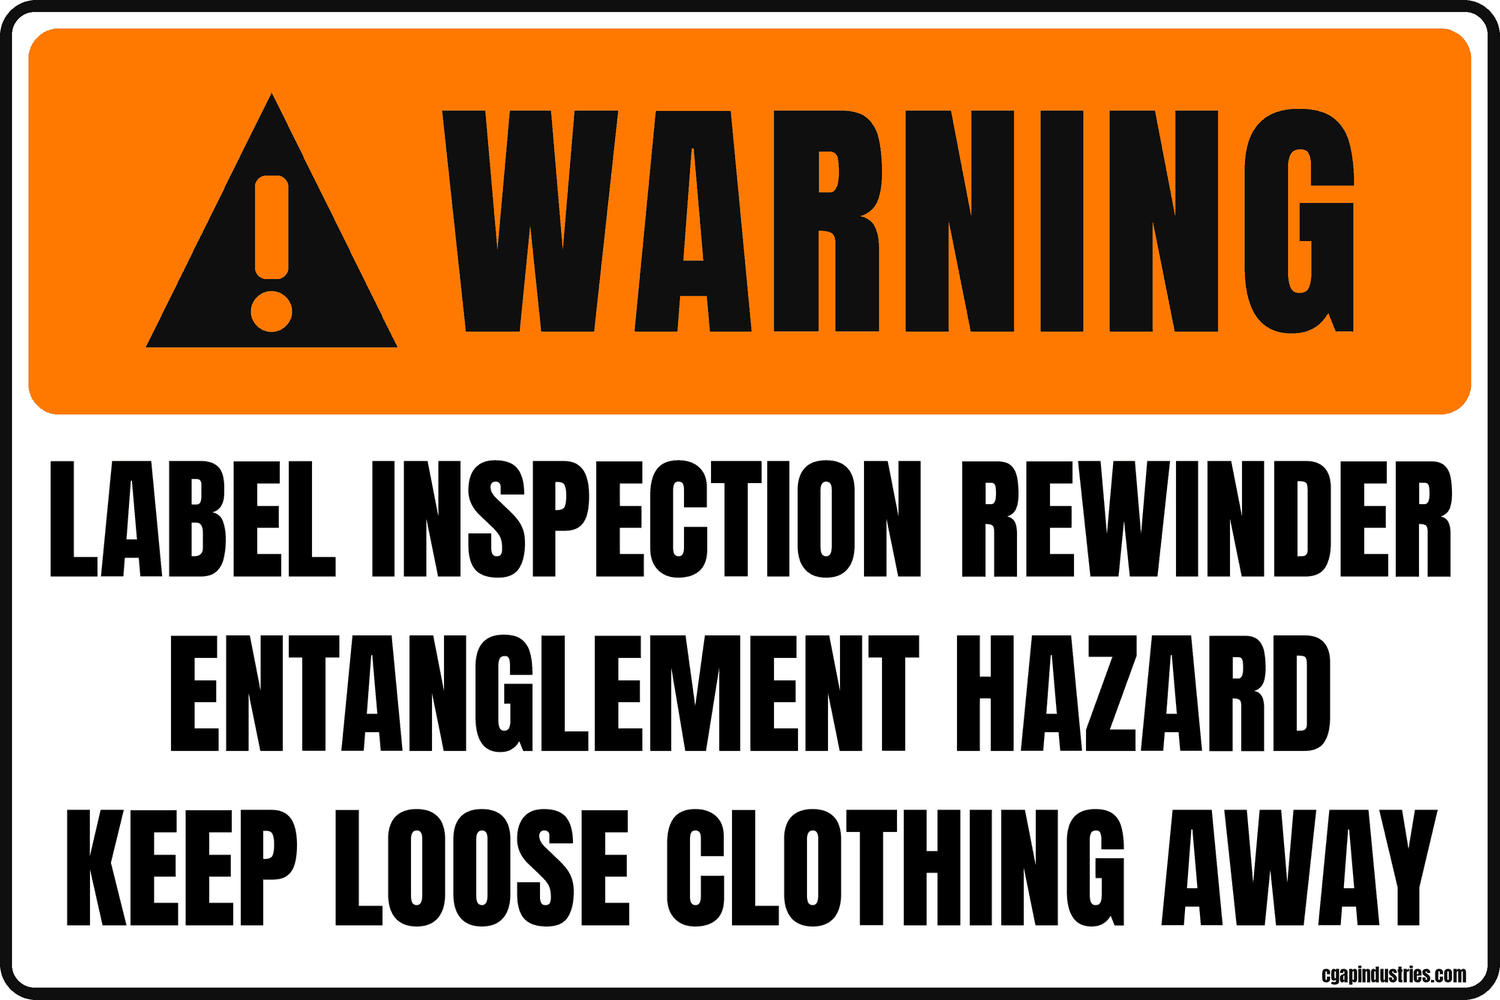 WARNING
LABEL INSPECTION REWINDER
ENTANGLEMENT HAZARD
KEEP LOOSE CLOTHING AWAY
cgapindustries.com